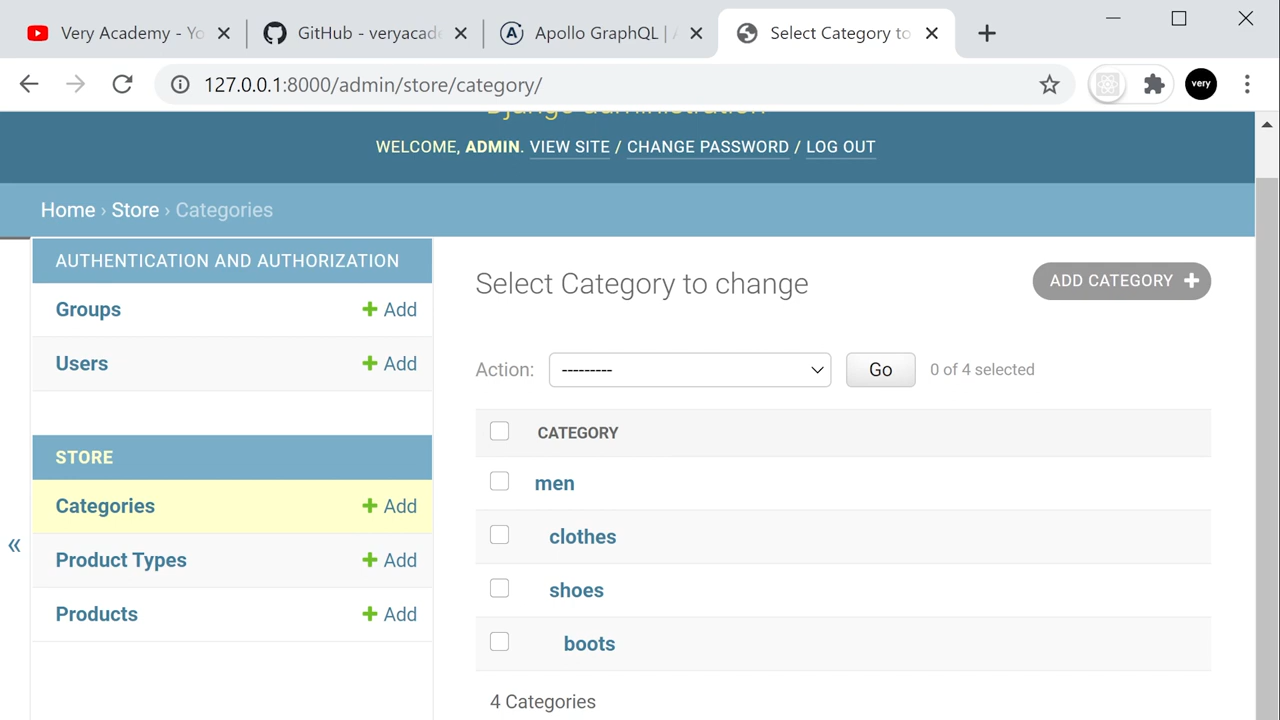 Very Academy - Yo
GitHub - veryacade
Apollo GraphQL | A
Select Category to
127.0.0.1:8000/admin/store/category/
very
Django administration
WELCOME, ADMIN. VIEW SITE / CHANGE PASSWORD / LOG OUT
Home › Store › Categories
AUTHENTICATION AND AUTHORIZATION
Groups + Add
Users + Add
STORE
Categories + Add
Product Types + Add
Products + Add
«
Select Category to change
ADD CATEGORY +
Action: --------- Go 0 of 4 selected
CATEGORY
men
clothes
shoes
boots
4 Categories